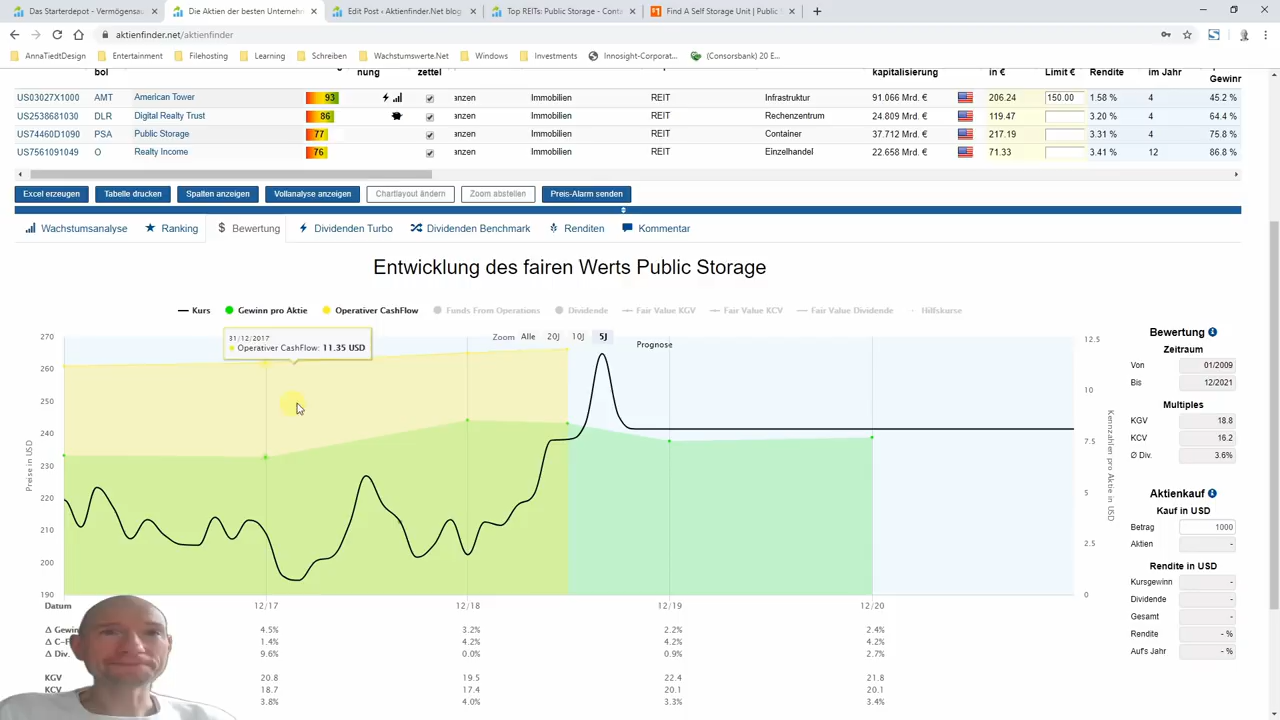 Das Starterdepot - Vermögensau
Die Aktien der besten Unternehm
Edit Post ‹ Aktienfinder.Net blog
Top REITs: Public Storage - Conta
Find A Self Storage Unit | Public S
aktienfinder.net/aktienfinder
AnnaTiedtDesign
Entertainment
Filehosting
Learning
Schreiben
Wachstumswerte.Net
Windows
Investments
Innosight-Corporat...
(Consorsbank) 20 E...
bol nung zettel kapitalisierung in € Limit € Rendite im Jahr Gewinn
US03027X1000 AMT American Tower 93 anzen Immobilien REIT Infrastruktur 91.066 Mrd. € 206.24 150.00 1.58 % 4 45.2 %
US2538681030 DLR Digital Realty Trust 86 anzen Immobilien REIT Rechenzentrum 24.809 Mrd. € 119.47 3.20 % 4 64.4 %
US74460D1090 PSA Public Storage 77 anzen Immobilien REIT Container 37.712 Mrd. € 217.19 3.31 % 4 75.8 %
US7561091049 O Realty Income 76 anzen Immobilien REIT Einzelhandel 22.658 Mrd. € 71.33 3.41 % 12 86.8 %
Excel erzeugen Tabelle drucken Spalten anzeigen Vollanalyse anzeigen Chartlayout ändern Zoom abstellen Preis-Alarm senden
Wachstumsanalyse Ranking Bewertung Dividenden Turbo Dividenden Benchmark Renditen Kommentar
Entwicklung des fairen Werts Public Storage
Kurs Gewinn pro Aktie Operativer CashFlow Funds From Operations Dividende Fair Value KGV Fair Value KCV Fair Value Dividende Hilfskurse
31/12/2017
Operativer CashFlow: 11.35 USD
Zoom Alle 20J 10J 5J
Prognose
270
260
250
240
230
220
210
200
190
Preise in USD
12.5
10
7.5
5
2.5
0
Kennzahlen pro Aktie in USD
Datum 12/17 12/18 12/19 12/20
Δ Gewin 4.5% 3.2% 2.2% 2.4%
Δ C-F 1.4% 4.2% 4.2% 4.2%
Δ Div. 9.6% 0.0% 0.9% 2.7%
KGV 20.8 19.5 22.4 21.8
KCV 18.7 17.4 20.1 20.1
3.8% 4.0% 3.3% 3.4%
Bewertung
Zeitraum
Von 01/2009
Bis 12/2021
Multiples
KGV 18.8
KCV 16.2
Ø Div. 3.6%
Aktienkauf
Kauf in USD
Betrag 1000
Aktien -
Rendite in USD
Kursgewinn -
Dividende -
Gesamt -
Rendite - %
Auf's Jahr - %